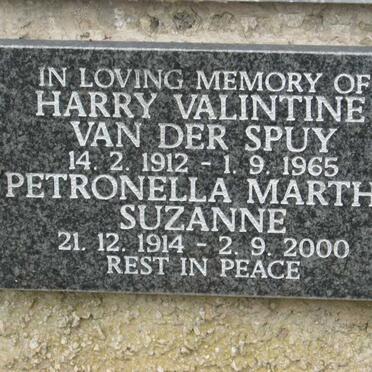 IN LOVING MEMORY OF
HARRY VALINTINE
VAN DER SPUY
14. 2. 1912 - 1. 9. 1965
PETRONELLA MARTH
SUZANNE
21. 12. 1914 - 2. 9. 2000
REST IN PEACE